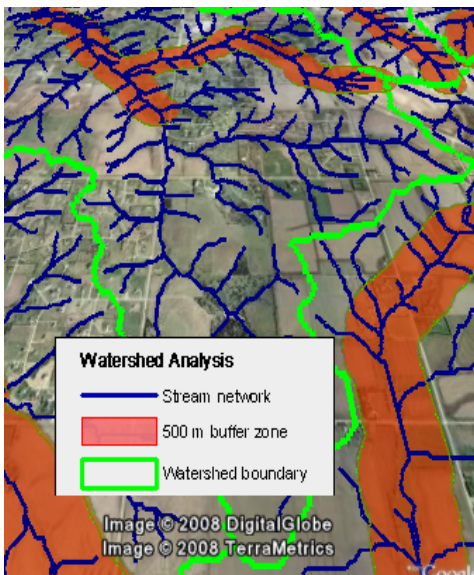 Watershed Analysis
Stream network
500 m buffer zone
Watershed boundary
Image © 2008 DigitalGlobe
Image © 2008 TerraMetrics